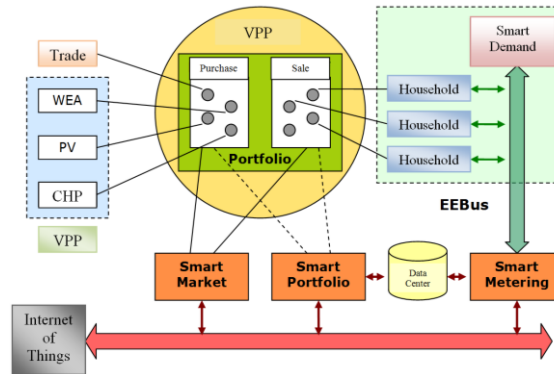 VPP
Smart
Demand
Trade
Purchase
Sale
WEA
Household
PV
Household
CHP
Household
Portfolio
VPP
EEBus
Smart
Market
Smart
Portfolio
Data
Center
Smart
Metering
Internet
of
Things